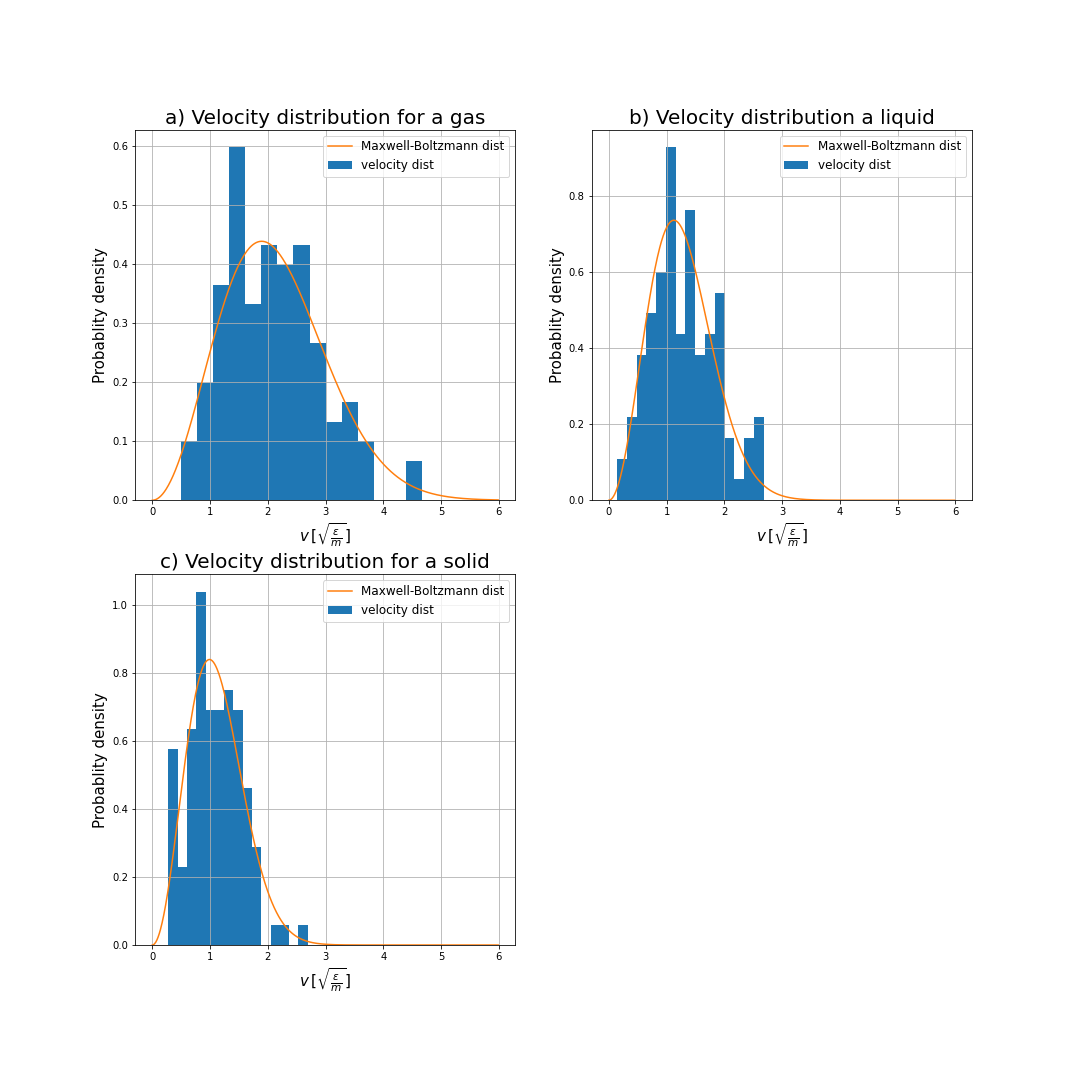 a) Velocity distribution for a gas
Maxwell-Boltzmann dist
velocity dist
Probablity density
0.6
0.5
0.4
0.3
0.2
0.1
0.0
0 1 2 3 4 5 6
v [√(ε/m)]
b) Velocity distribution a liquid
Maxwell-Boltzmann dist
velocity dist
Probablity density
0.8
0.6
0.4
0.2
0.0
0 1 2 3 4 5 6
v [√(ε/m)]
c) Velocity distribution for a solid
Maxwell-Boltzmann dist
velocity dist
Probablity density
1.0
0.8
0.6
0.4
0.2
0.0
0 1 2 3 4 5 6
v [√(ε/m)]